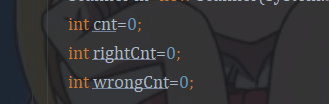 int cnt=0;
int rightCnt=0;
int wrongCnt=0;